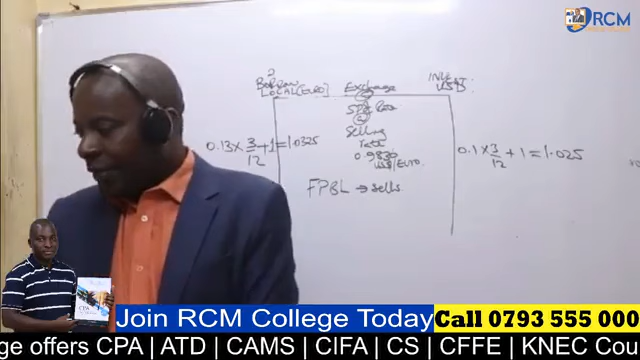 RCM
2
Borrow
LOCAL [EURO]
Exchange
INVEST
US$
Spot Rate
Selling
Rate
US$/EURO
0.13 × 3/12 + 1 = 1.0325
0.1 × 3/12 + 1 = 1.025
FPBL → sells
CPA
Join RCM College Today
Call 0793 555 000
ge offers CPA | ATD | CAMS | CIFA | CS | CFFE | KNEC Cou